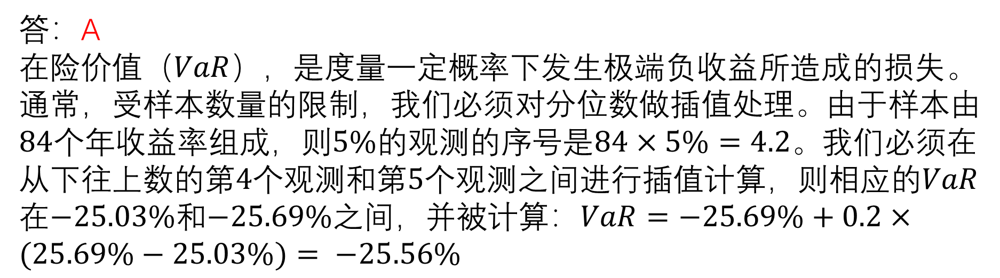 答：A
在险价值（VaR），是度量一定概率下发生极端负收益所造成的损失。
通常，受样本数量的限制，我们必须对分位数做插值处理。由于样本由
84个年收益率组成，则5%的观测的序号是84 × 5% = 4.2。我们必须在
从下往上数的第4个观测和第5个观测之间进行插值计算，则相应的VaR
在−25.03%和−25.69%之间，并被计算：VaR = −25.69% + 0.2 ×
(25.69% − 25.03%) = −25.56%